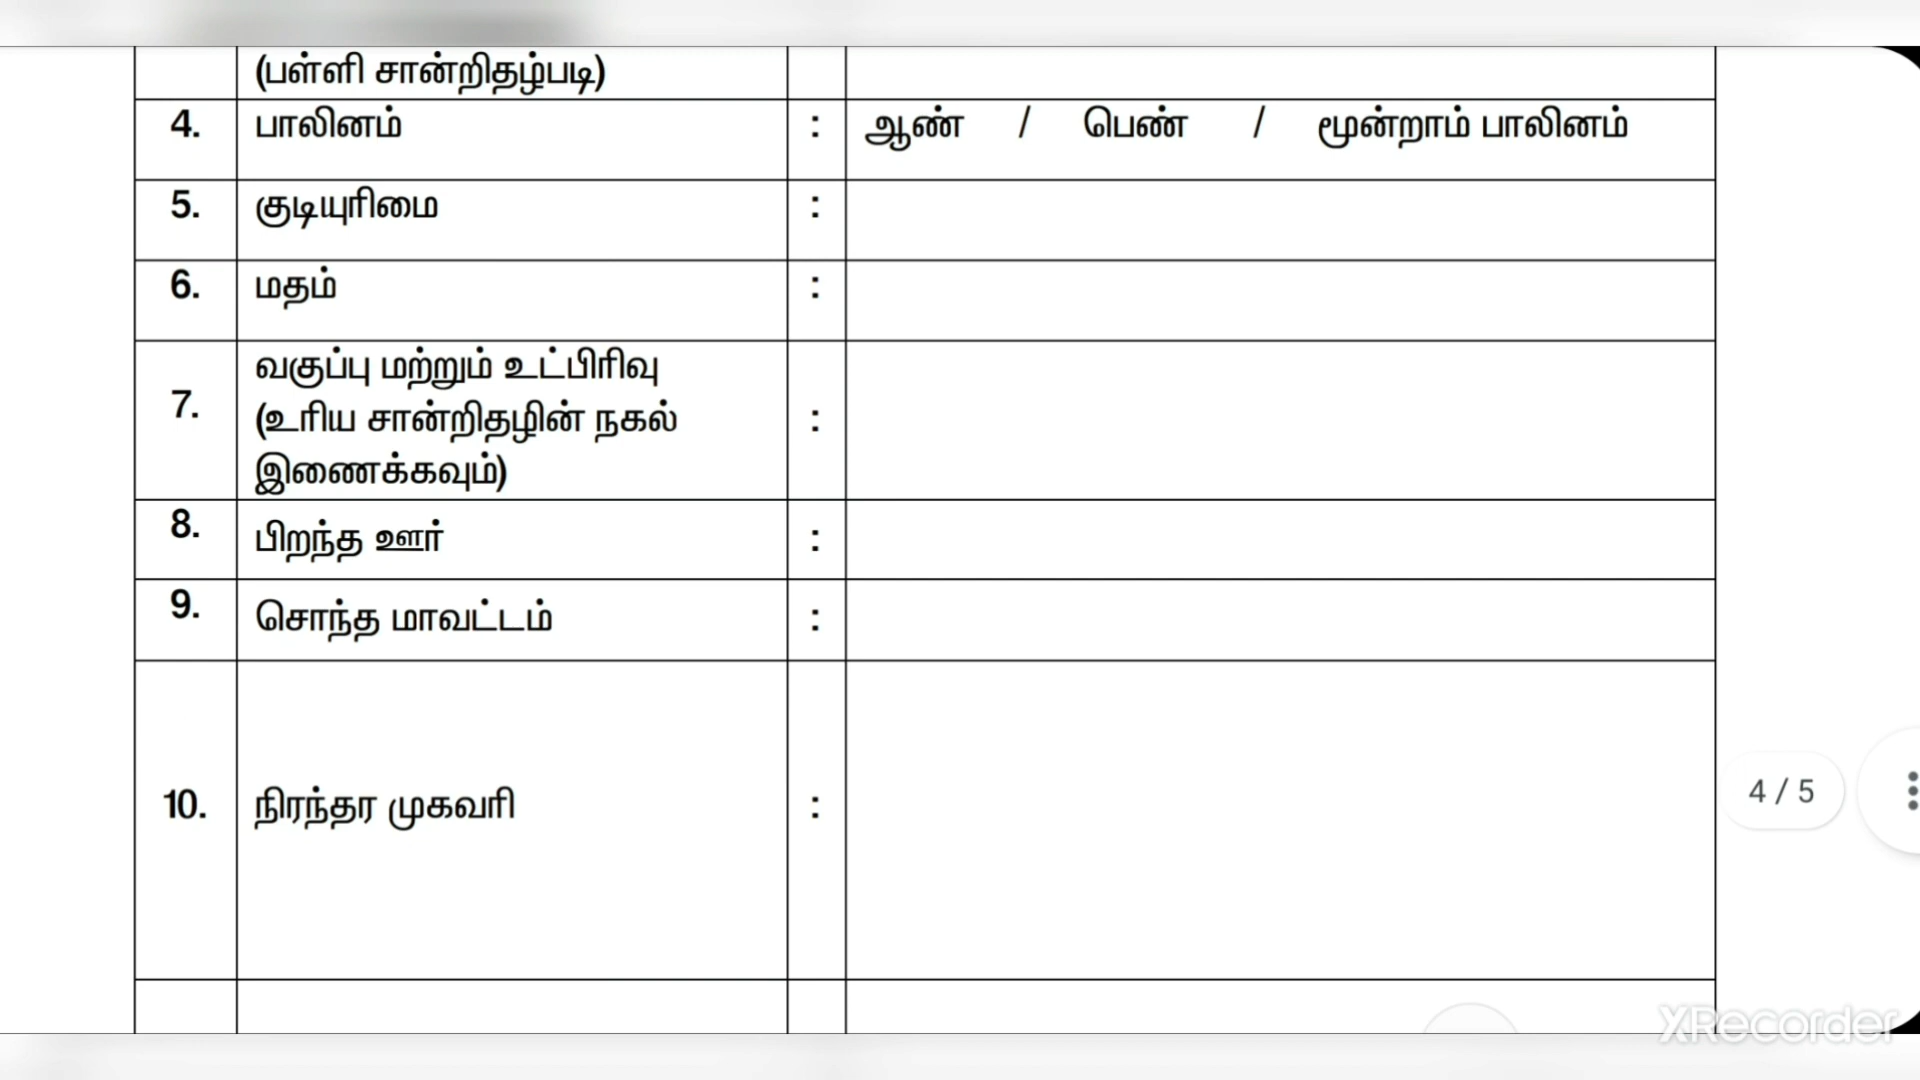 (பள்ளி சான்றிதழ்படி)
4. பாலினம் : ஆண் / பெண் / மூன்றாம் பாலினம்
5. குடியுரிமை :
6. மதம் :
வகுப்பு மற்றும் உட்பிரிவு
7. (உரிய சான்றிதழின் நகல் :
இணைக்கவும்)
8. பிறந்த ஊர் :
9. சொந்த மாவட்டம் :
10. நிரந்தர முகவரி :
4 / 5
XRecorder